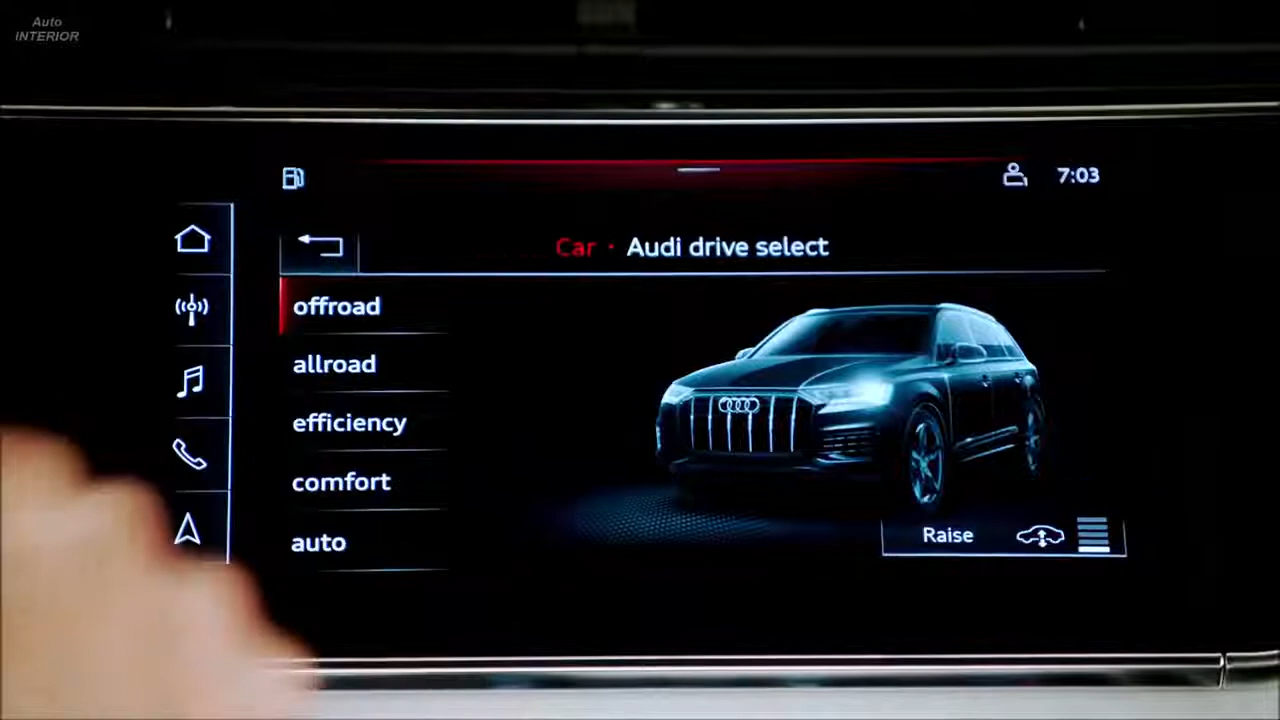 Auto
INTERIOR
7:03
Car · Audi drive select
offroad
allroad
efficiency
comfort
auto
Raise